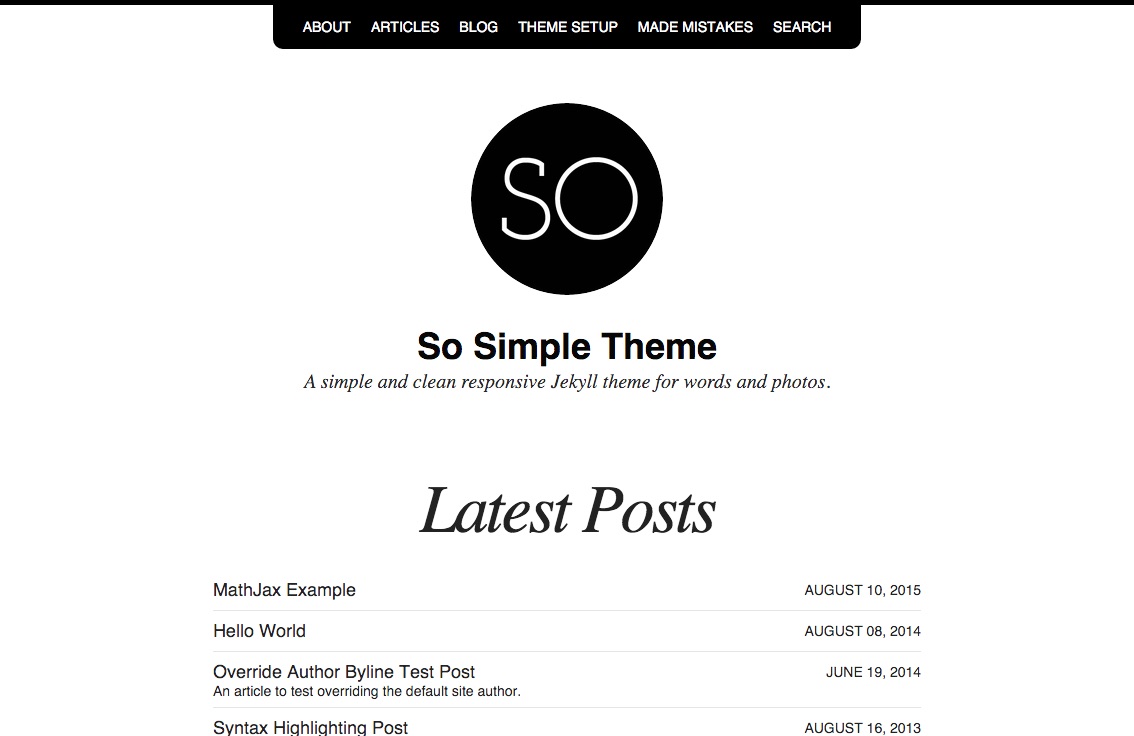 ABOUT ARTICLES BLOG THEME SETUP MADE MISTAKES SEARCH
SO
So Simple Theme
A simple and clean responsive Jekyll theme for words and photos.
Latest Posts
MathJax Example AUGUST 10, 2015
Hello World AUGUST 08, 2014
Override Author Byline Test Post JUNE 19, 2014
An article to test overriding the default site author.
Syntax Highlighting Post AUGUST 16, 2013